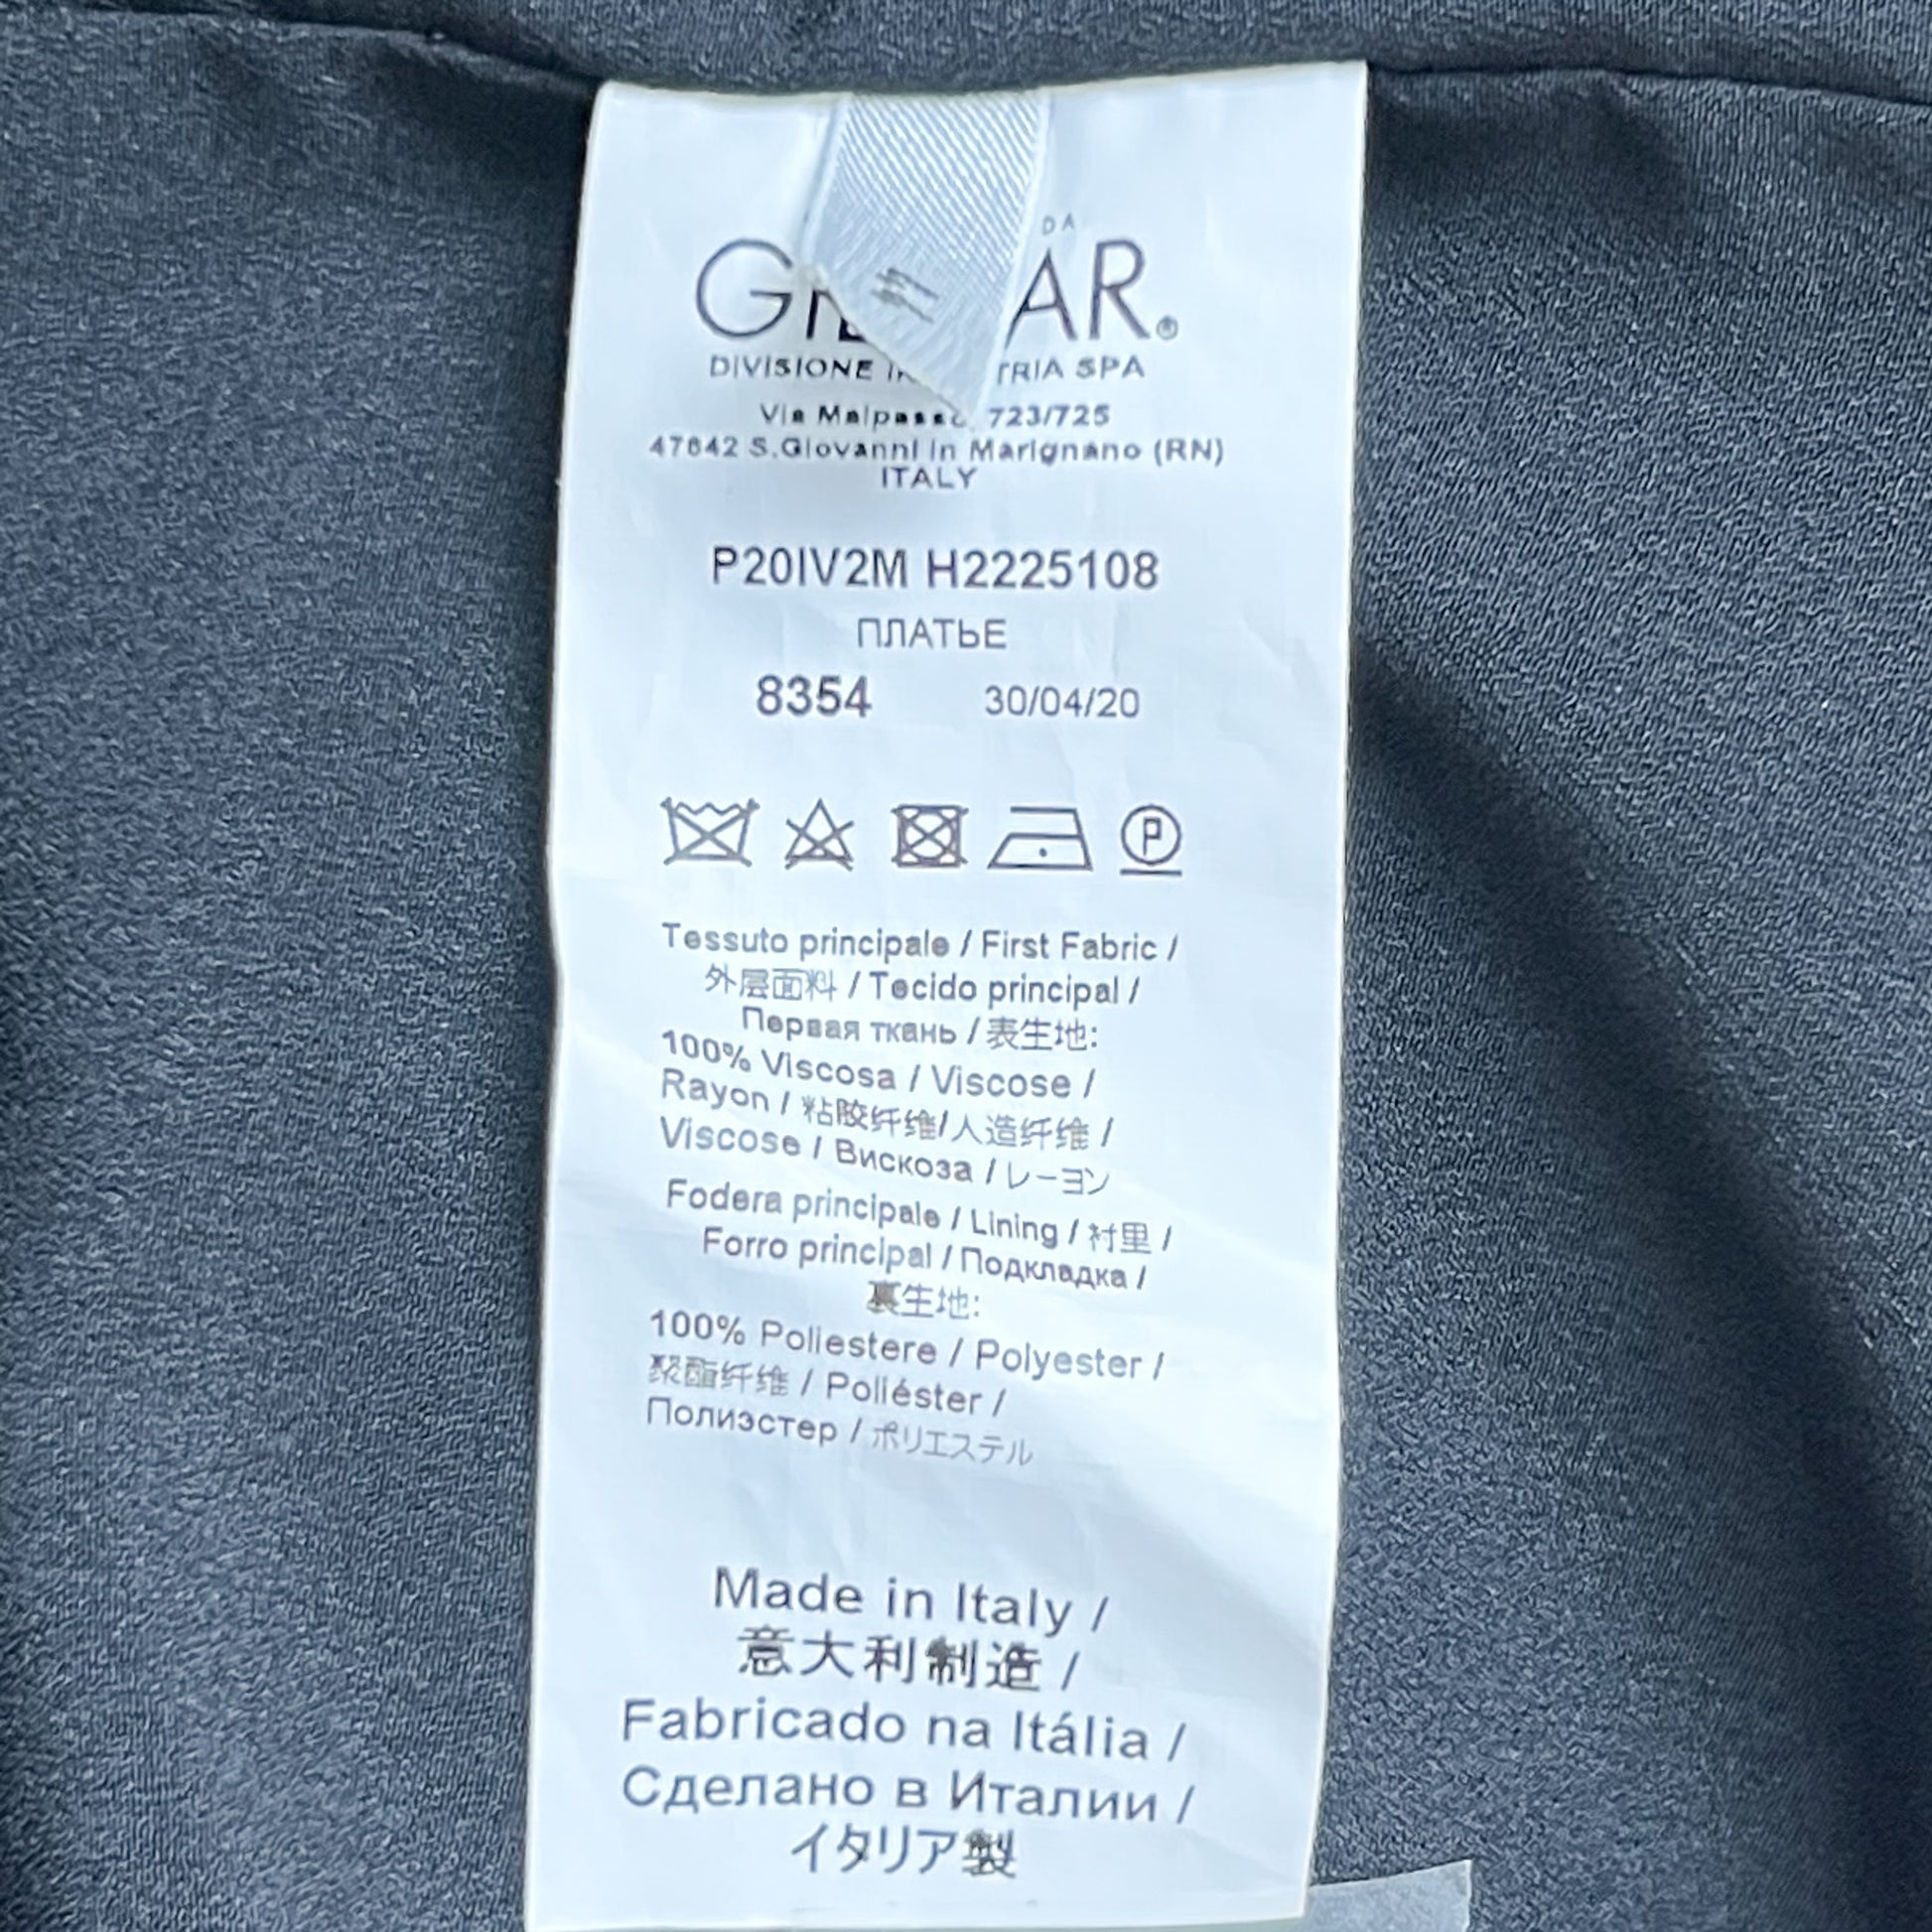 DA
AR®
DIVISIONE SPA
Via 723/725
47842 S.Giovanni in Marignano (RN)
ITALY
P20IV2M H2225108
ПЛАТЬЕ
8354 30/04/20
P
Tessuto principale / First Fabric /
外层面料 / Tecido principal /
Первая ткань / 表生地:
100% Viscosa / Viscose /
Rayon / 粘胶纤维/人造纤维 /
Viscose / Вискоза / レーヨン
Fodera principale / Lining / 衬里 /
Forro principal / Подкладка /
裏生地:
100% Poliestere / Polyester /
聚酯纤维 / Poliéster /
Полиэстер / ポリエステル
Made in Italy /
意大利制造 /
Fabricado na Itália /
Сделано в Италии /
イタリア製